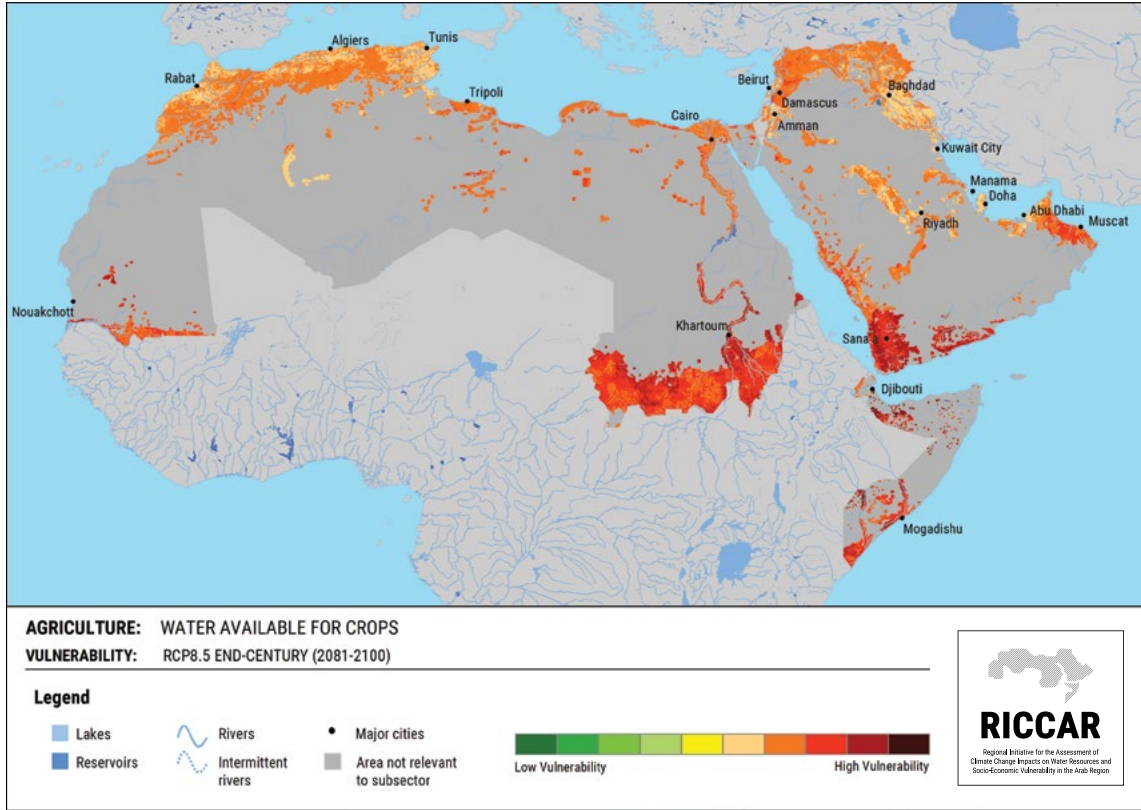 Algiers
Tunis
Rabat
Tripoli
Beirut
Baghdad
Damascus
Cairo
Amman
Kuwait City
Manama
Doha
Abu Dhabi
Muscat
Riyadh
Nouakchott
Khartoum
Sana'a
Djibouti
Mogadishu
AGRICULTURE: WATER AVAILABLE FOR CROPS
VULNERABILITY: RCP8.5 END-CENTURY (2081-2100)
Legend
Lakes
Rivers
Major cities
Reservoirs
Intermittent
rivers
Area not relevant
to subsector
Low Vulnerability
High Vulnerability
RICCAR
Regional Initiative for the Assessment of
Climate Change Impacts on Water Resources and
Socio-Economic Vulnerability in the Arab Region